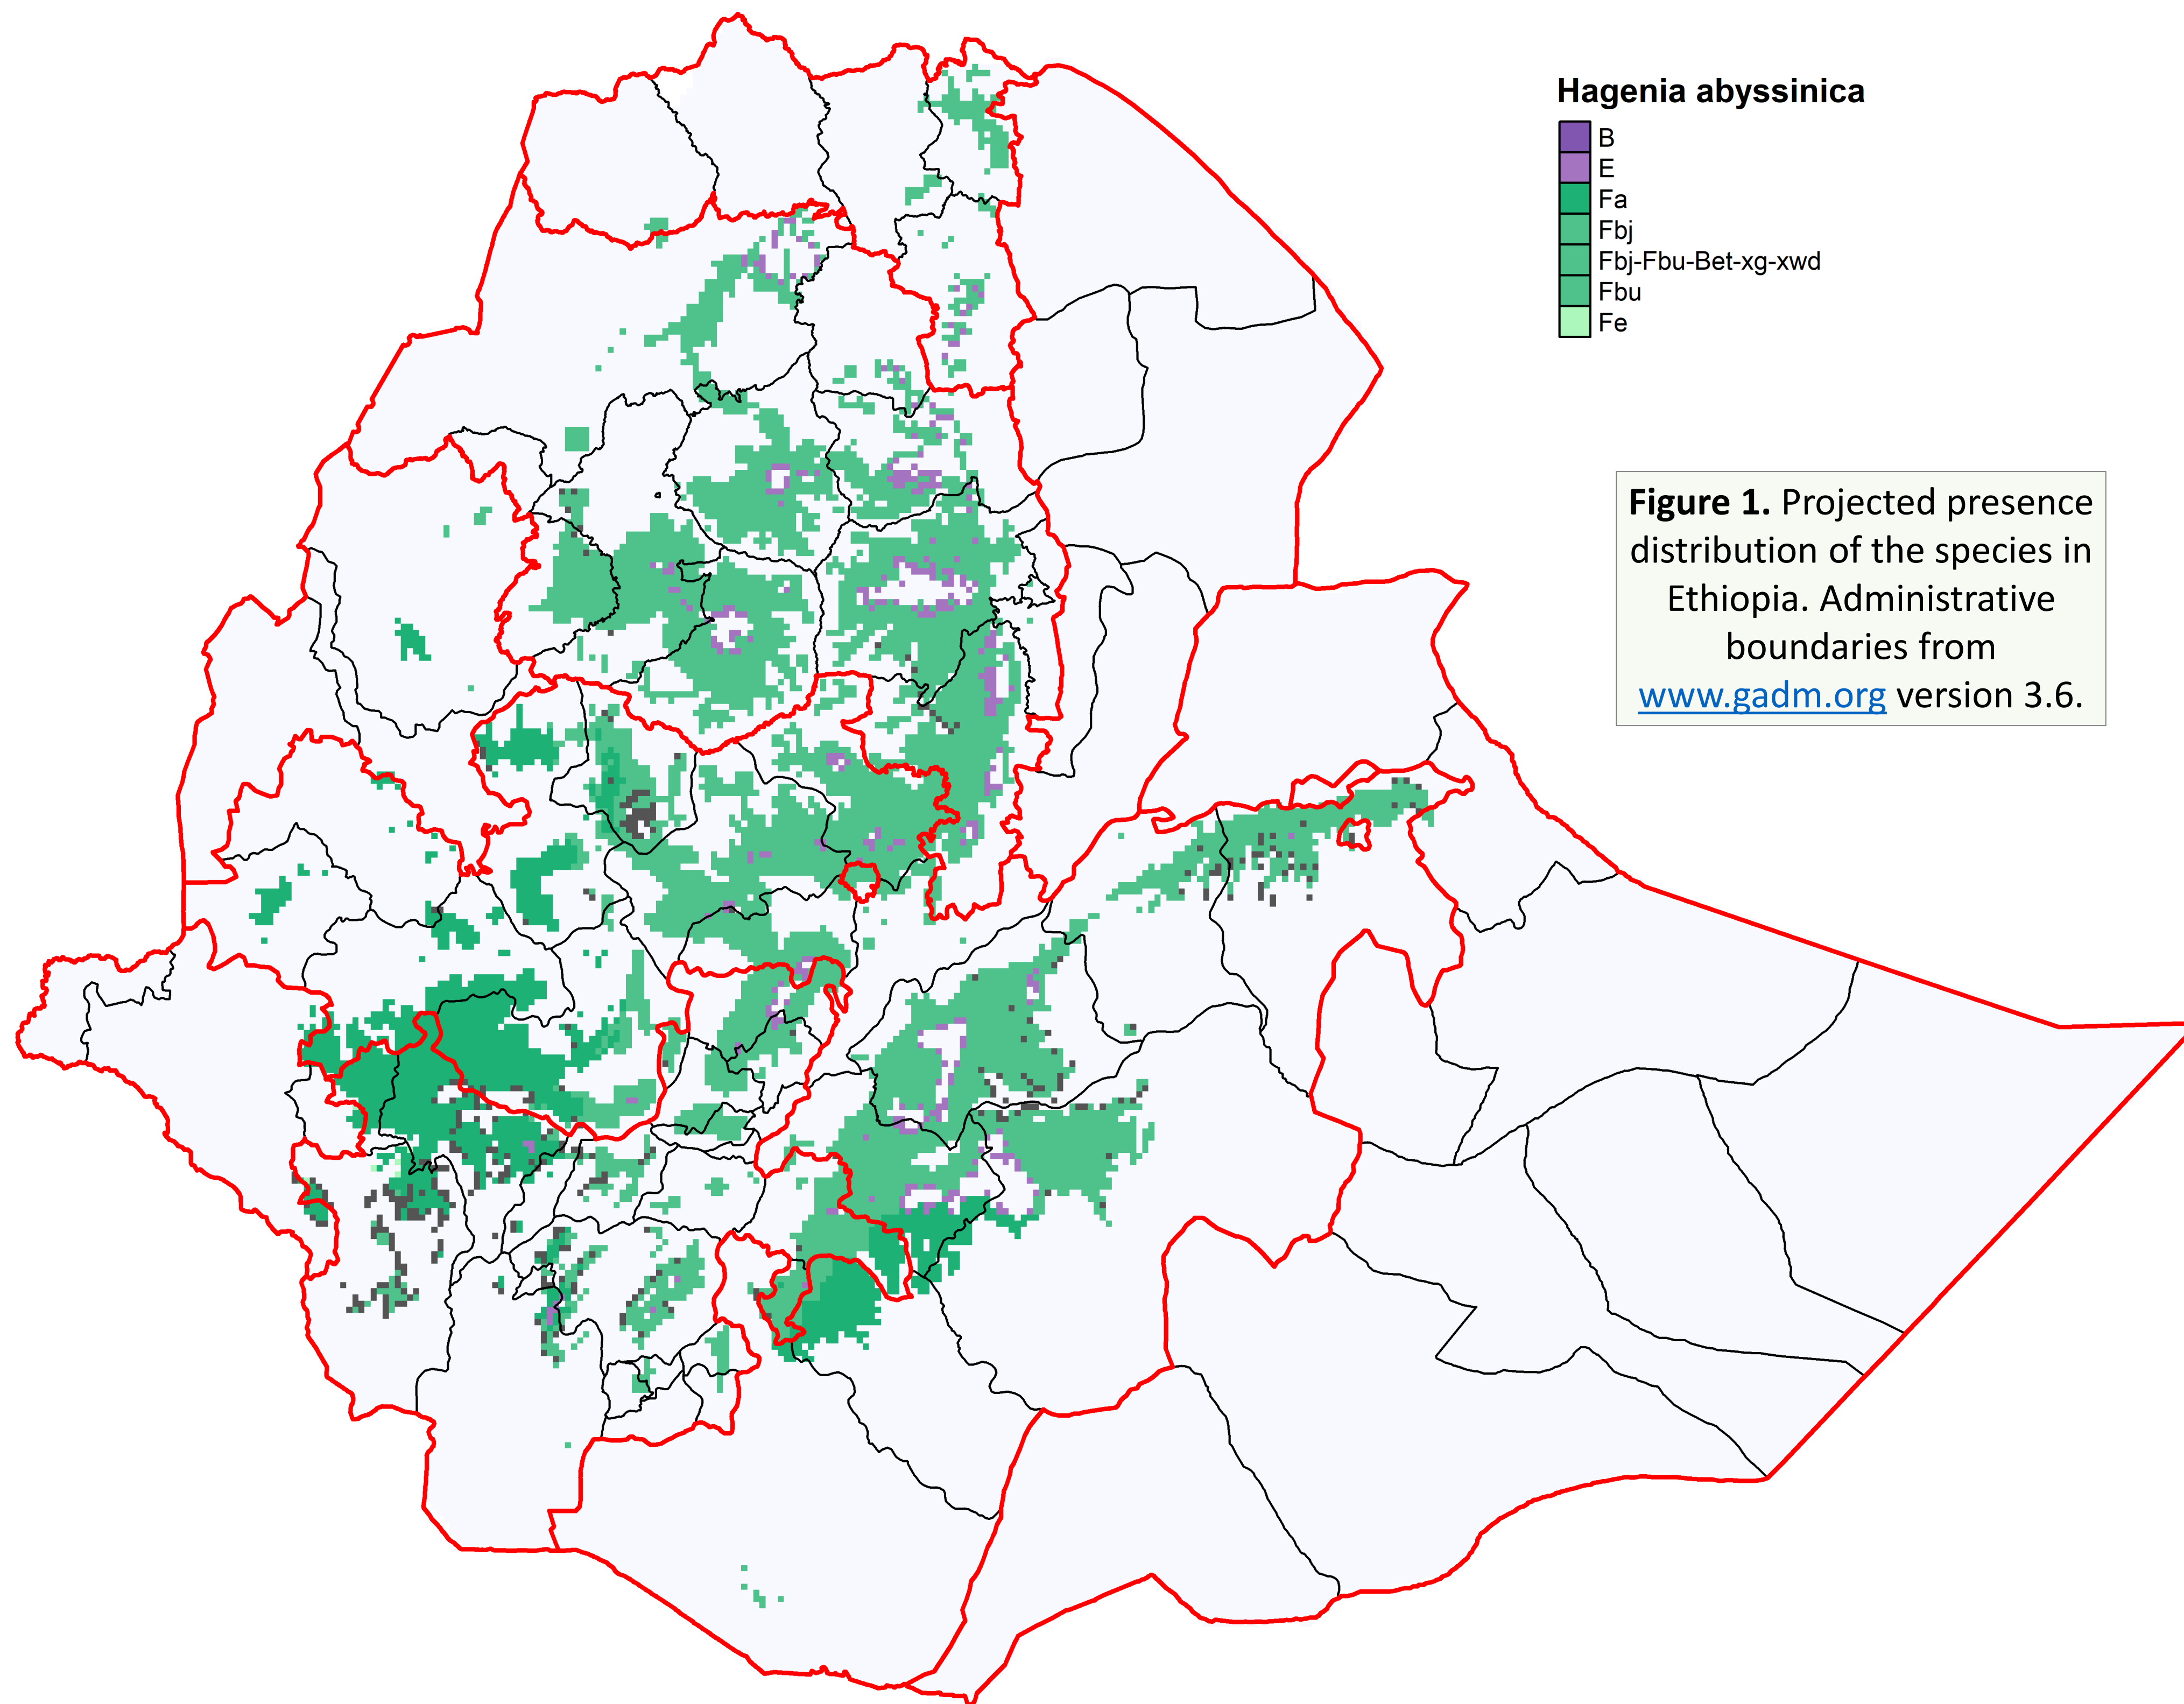 Hagenia abyssinica
B
E
Fa
Fbj
Fbj-Fbu-Bet-xg-xwd
Fbu
Fe
Figure 1. Projected presence
distribution of the species in
Ethiopia. Administrative
boundaries from
www.gadm.org version 3.6.